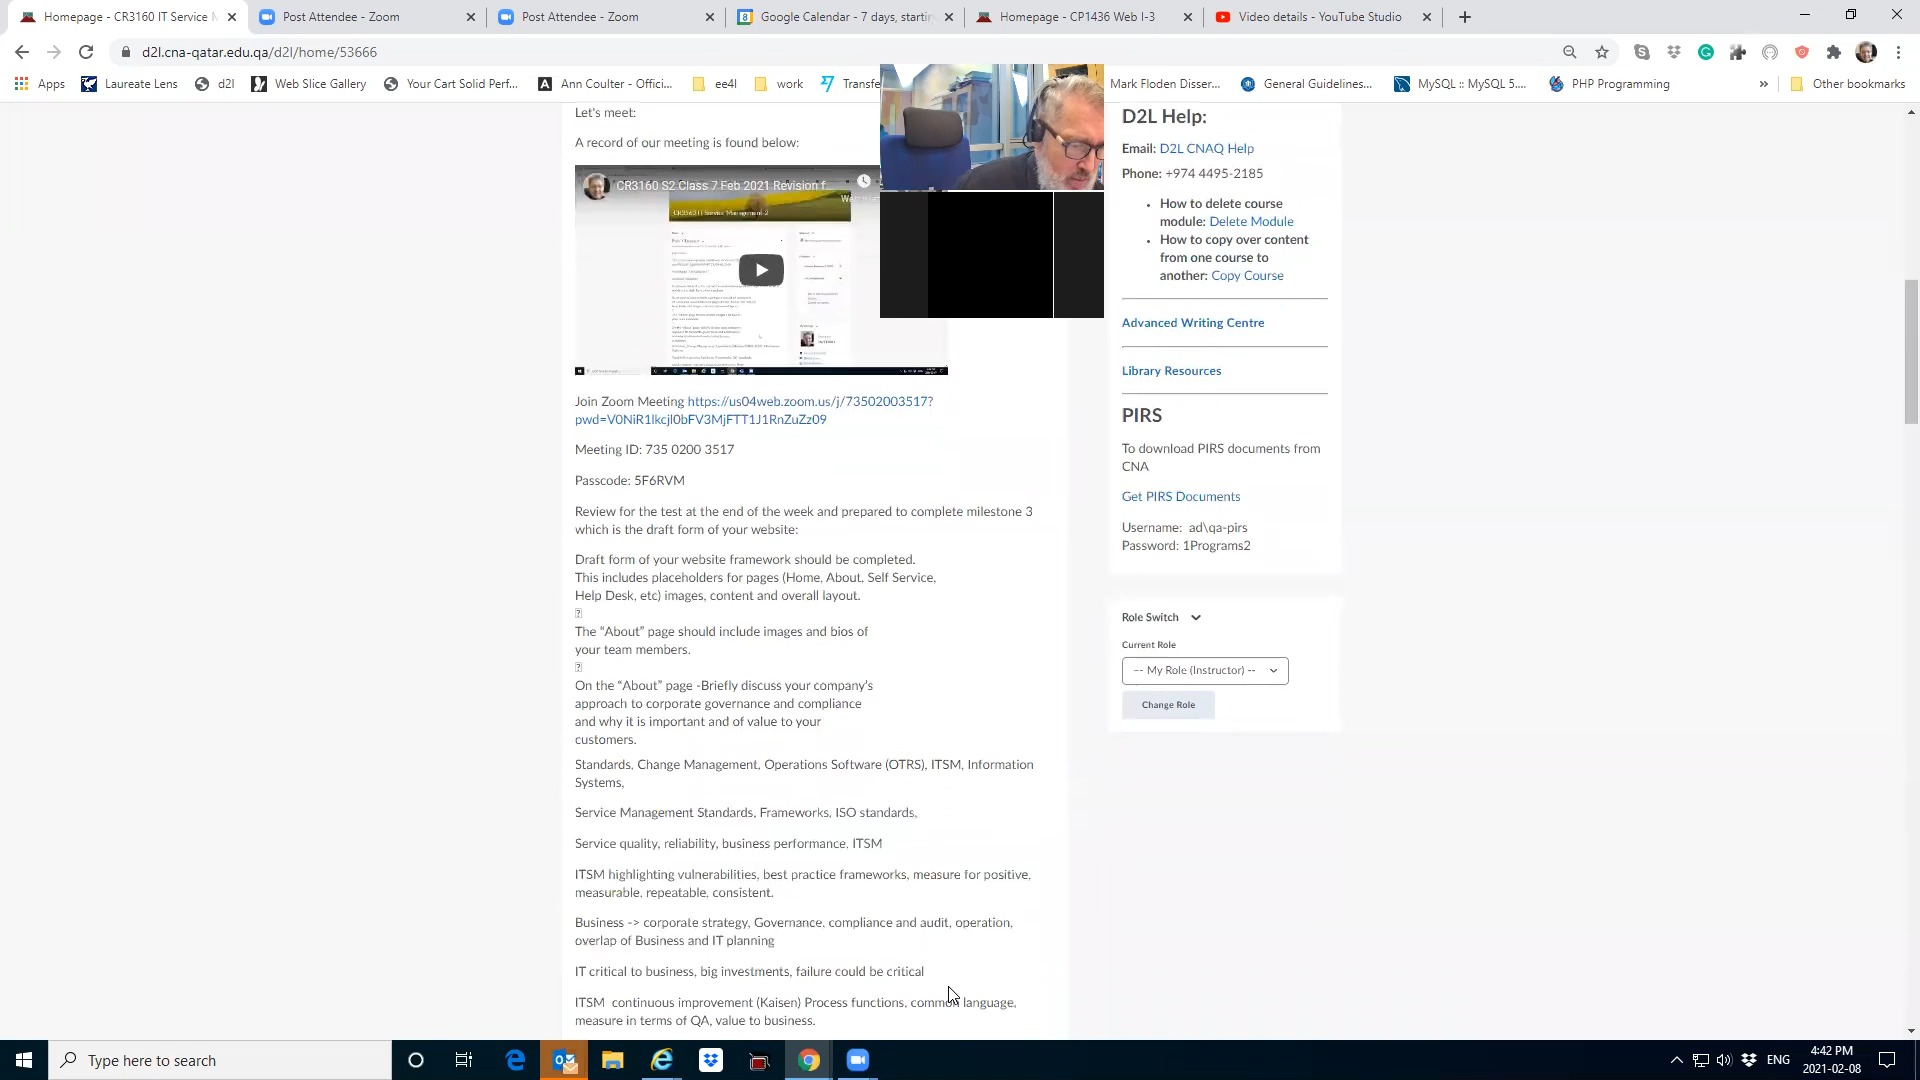 Homepage - CR3160 IT Service M
Post Attendee - Zoom
Post Attendee - Zoom
Google Calendar - 7 days, startin
Homepage - CP1436 Web I-3
Video details - YouTube Studio
d2l.cna-qatar.edu.qa/d2l/home/53666
Apps
Laureate Lens
d2l
Web Slice Gallery
Your Cart Solid Perf...
Ann Coulter - Offici...
ee4l
work
Transfe
Mark Floden Disser...
General Guidelines...
MySQL :: MySQL 5....
PHP Programming
»
Other bookmarks
Let's meet:
A record of our meeting is found below:
CR3160 S2 Class 7 Feb 2021 Revision f
CR3160 IT Service Management-2
Join Zoom Meeting https://us04web.zoom.us/j/73502003517?
pwd=V0NiR1lkcjl0bFV3MjFTT1J1RnZuZz09
Meeting ID: 735 0200 3517
Passcode: 5F6RVM
Review for the test at the end of the week and prepared to complete milestone 3
which is the draft form of your website:
Draft form of your website framework should be completed.
This includes placeholders for pages (Home, About, Self Service,
Help Desk, etc) images, content and overall layout.
The “About” page should include images and bios of
your team members.
On the “About” page -Briefly discuss your company’s
approach to corporate governance and compliance
and why it is important and of value to your
customers.
Standards, Change Management, Operations Software (OTRS), ITSM, Information
Systems,
Service Management Standards, Frameworks, ISO standards,
Service quality, reliability, business performance, ITSM
ITSM highlighting vulnerabilities, best practice frameworks, measure for positive,
measurable, repeatable, consistent.
Business -> corporate strategy, Governance, compliance and audit, operation,
overlap of Business and IT planning
IT critical to business, big investments, failure could be critical
ITSM continuous improvement (Kaisen) Process functions, common language,
measure in terms of QA, value to business.
D2L Help:
Email: D2L CNAQ Help
Phone: +974 4495-2185
• How to delete course
module: Delete Module
• How to copy over content
from one course to
another: Copy Course
Advanced Writing Centre
Library Resources
PIRS
To download PIRS documents from
CNA
Get PIRS Documents
Username: ad\qa-pirs
Password: 1Programs2
Role Switch
Current Role
-- My Role (Instructor) --
Change Role
Type here to search
ENG
4:42 PM
2021-02-08